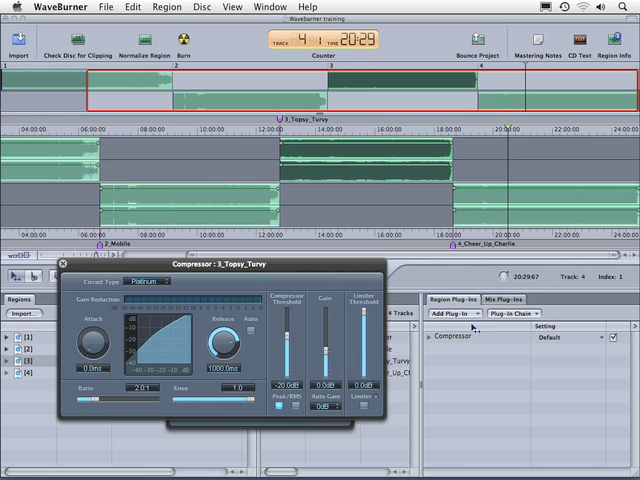 WaveBurner File Edit Region Disc View Window Help
Waveburner training
Import Check Disc for Clipping Normalize Region Burn
TRACK 4 1 TIME 20:29
Counter
Bounce Project Mastering Notes CD Text Region Info
1 2 3 4
3_Topsy_Turvy
04:00:00 06:00:00 08:00:00 10:00:00 12:00:00 14:00:00 16:00:00 18:00:00 20:00:00 22:00:00 24:00:00
04:00:00 06:00:00 08:00:00 10:00:00 12:00:00 14:00:00 16:00:00 18:00:00 20:00:00 22:00:00 24:00:00
2_Mobile 4_Cheer_Up_Charlie
20:29:67 Track: 4 Index: 1
Regions
Import...
[1]
[2]
[3]
[4]
Compressor : 3_Topsy_Turvy
Circuit Type Platinum
Gain Reduction
Attack
0.0ms
Release Auto
1000.0ms
Ratio 2.0:1 Knee 1.0
Compressor Threshold
-20.0dB
Peak/RMS
Gain
0.0dB
Auto Gain
0dB
Limiter Threshold
0.0dB
Limiter
4 Tracks
y_Turvy
er_Up_Ch
Region Plug-Ins Mix Plug-Ins
Add Plug-In Plug-In Chain
Setting
Compressor Default